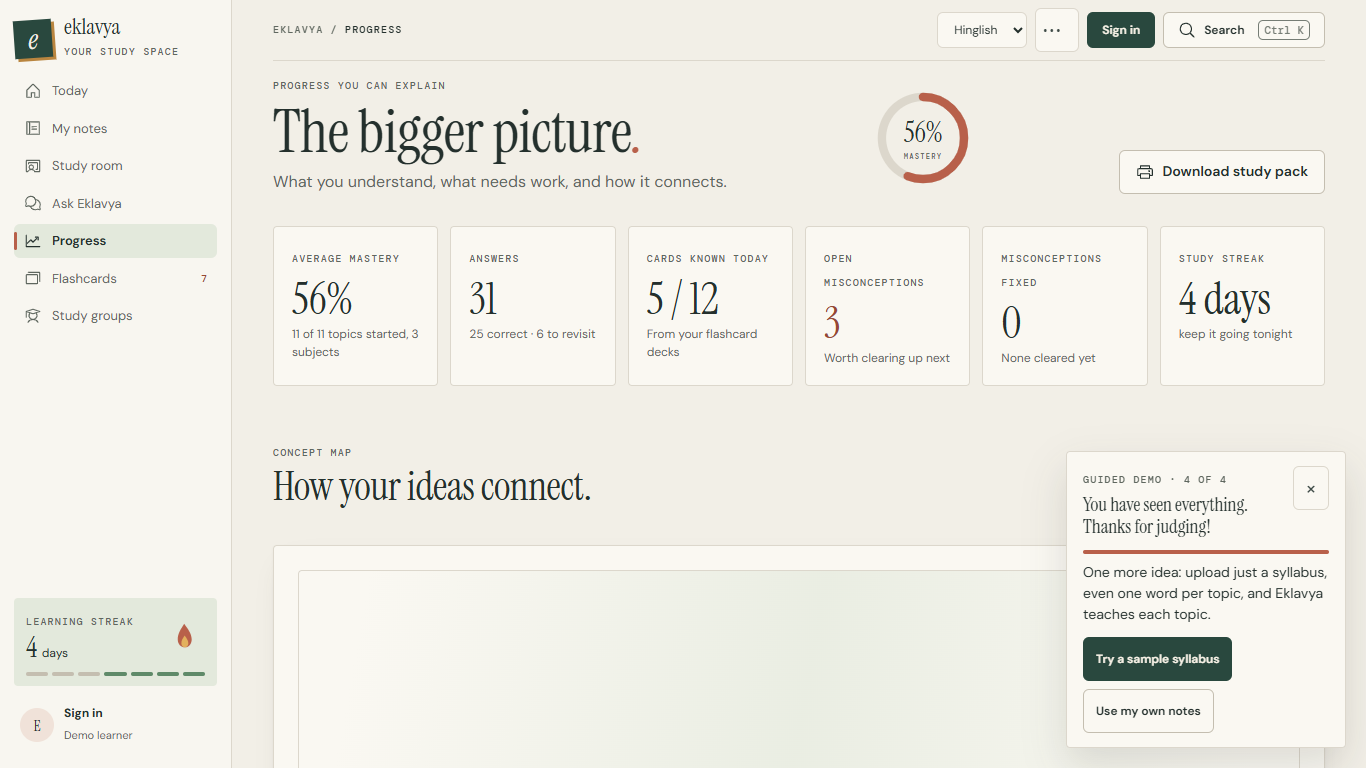 e
eklavya
YOUR STUDY SPACE
Today
My notes
Study room
Ask Eklavya
Progress
Flashcards 7
Study groups
LEARNING STREAK
4 days
E
Sign in
Demo learner
EKLAVYA / PROGRESS
Hinglish
...
Sign in
Search Ctrl K
PROGRESS YOU CAN EXPLAIN
The bigger picture.
What you understand, what needs work, and how it connects.
56%
MASTERY
Download study pack
AVERAGE MASTERY
56%
11 of 11 topics started, 3
subjects
ANSWERS
31
25 correct · 6 to revisit
CARDS KNOWN TODAY
5 / 12
From your flashcard
decks
OPEN
MISCONCEPTIONS
3
Worth clearing up next
MISCONCEPTIONS
FIXED
0
None cleared yet
STUDY STREAK
4 days
keep it going tonight
CONCEPT MAP
How your ideas connect.
GUIDED DEMO · 4 OF 4
×
You have seen everything.
Thanks for judging!
One more idea: upload just a syllabus,
even one word per topic, and Eklavya
teaches each topic.
Try a sample syllabus
Use my own notes